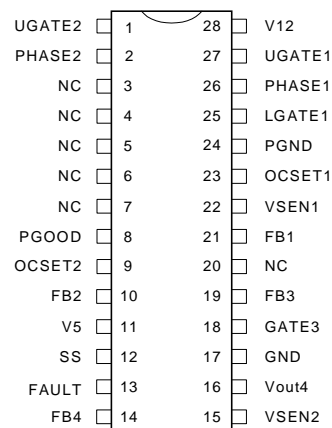 UGATE2 1 28 V12
PHASE2 2 27 UGATE1
NC 3 26 PHASE1
NC 4 25 LGATE1
NC 5 24 PGND
NC 6 23 OCSET1
NC 7 22 VSEN1
PGOOD 8 21 FB1
OCSET2 9 20 NC
FB2 10 19 FB3
V5 11 18 GATE3
SS 12 17 GND
FAULT 13 16 Vout4
FB4 14 15 VSEN2